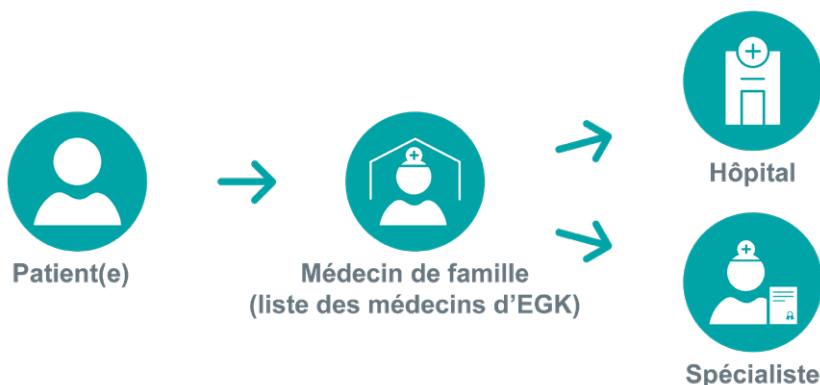 Patient(e)
Médecin de famille
(liste des médecins d'EGK)
Hôpital
Spécialiste